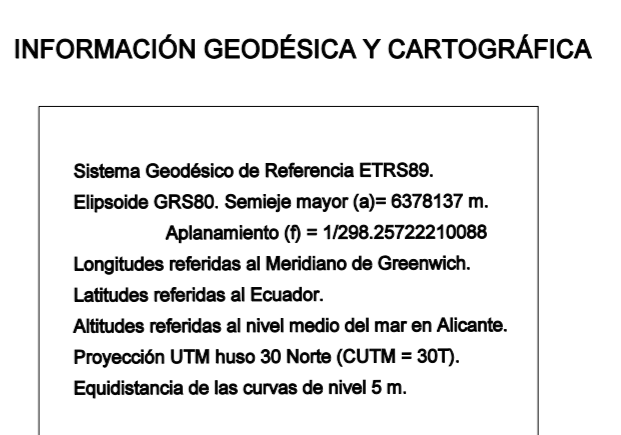 INFORMACIÓN GEODÉSICA Y CARTOGRÁFICA
Sistema Geodésico de Referencia ETRS89.
Elipsoide GRS80. Semieje mayor (a)= 6378137 m.
Aplanamiento (f) = 1/298.25722210088
Longitudes referidas al Meridiano de Greenwich.
Latitudes referidas al Ecuador.
Altitudes referidas al nivel medio del mar en Alicante.
Proyección UTM huso 30 Norte (CUTM = 30T).
Equidistancia de las curvas de nivel 5 m.